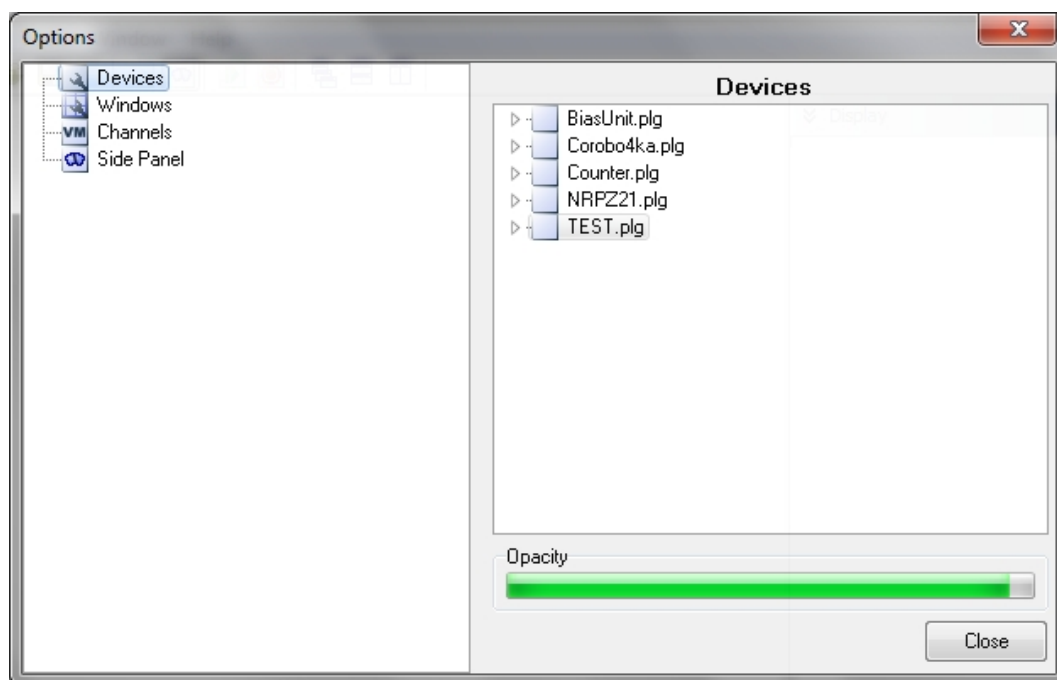 Options
Devices
Windows
VM Channels
Side Panel
Devices
BiasUnit.plg
Corobo4ka.plg
Counter.plg
NRPZ21.plg
TEST.plg
Display
Opacity
Close